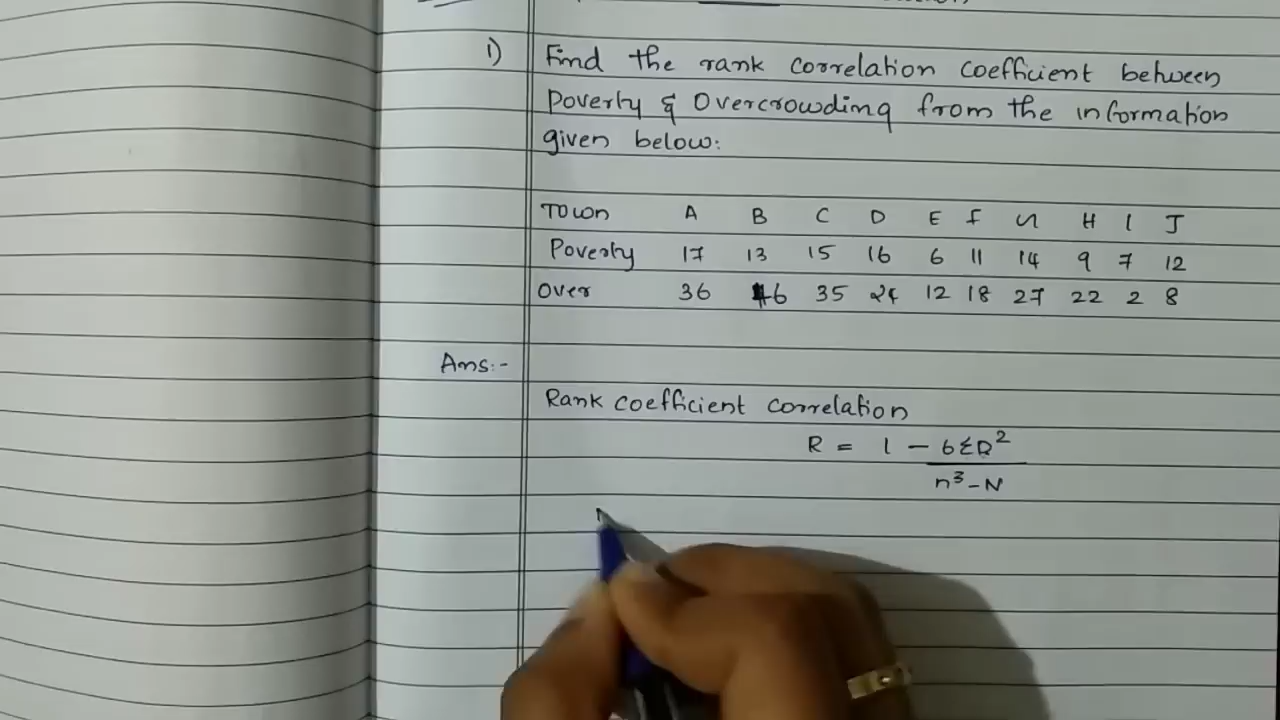 1) Find the rank correlation coefficient between
Poverty & Overcrowding from the information
given below:
Town A B C D E F G H I J
Poverty 17 13 15 16 6 11 14 9 7 12
Over 36 46 35 24 12 18 27 22 2 8
Ans:-
Rank coefficient correlation
R = 1 - 6ΣD²
n³-N